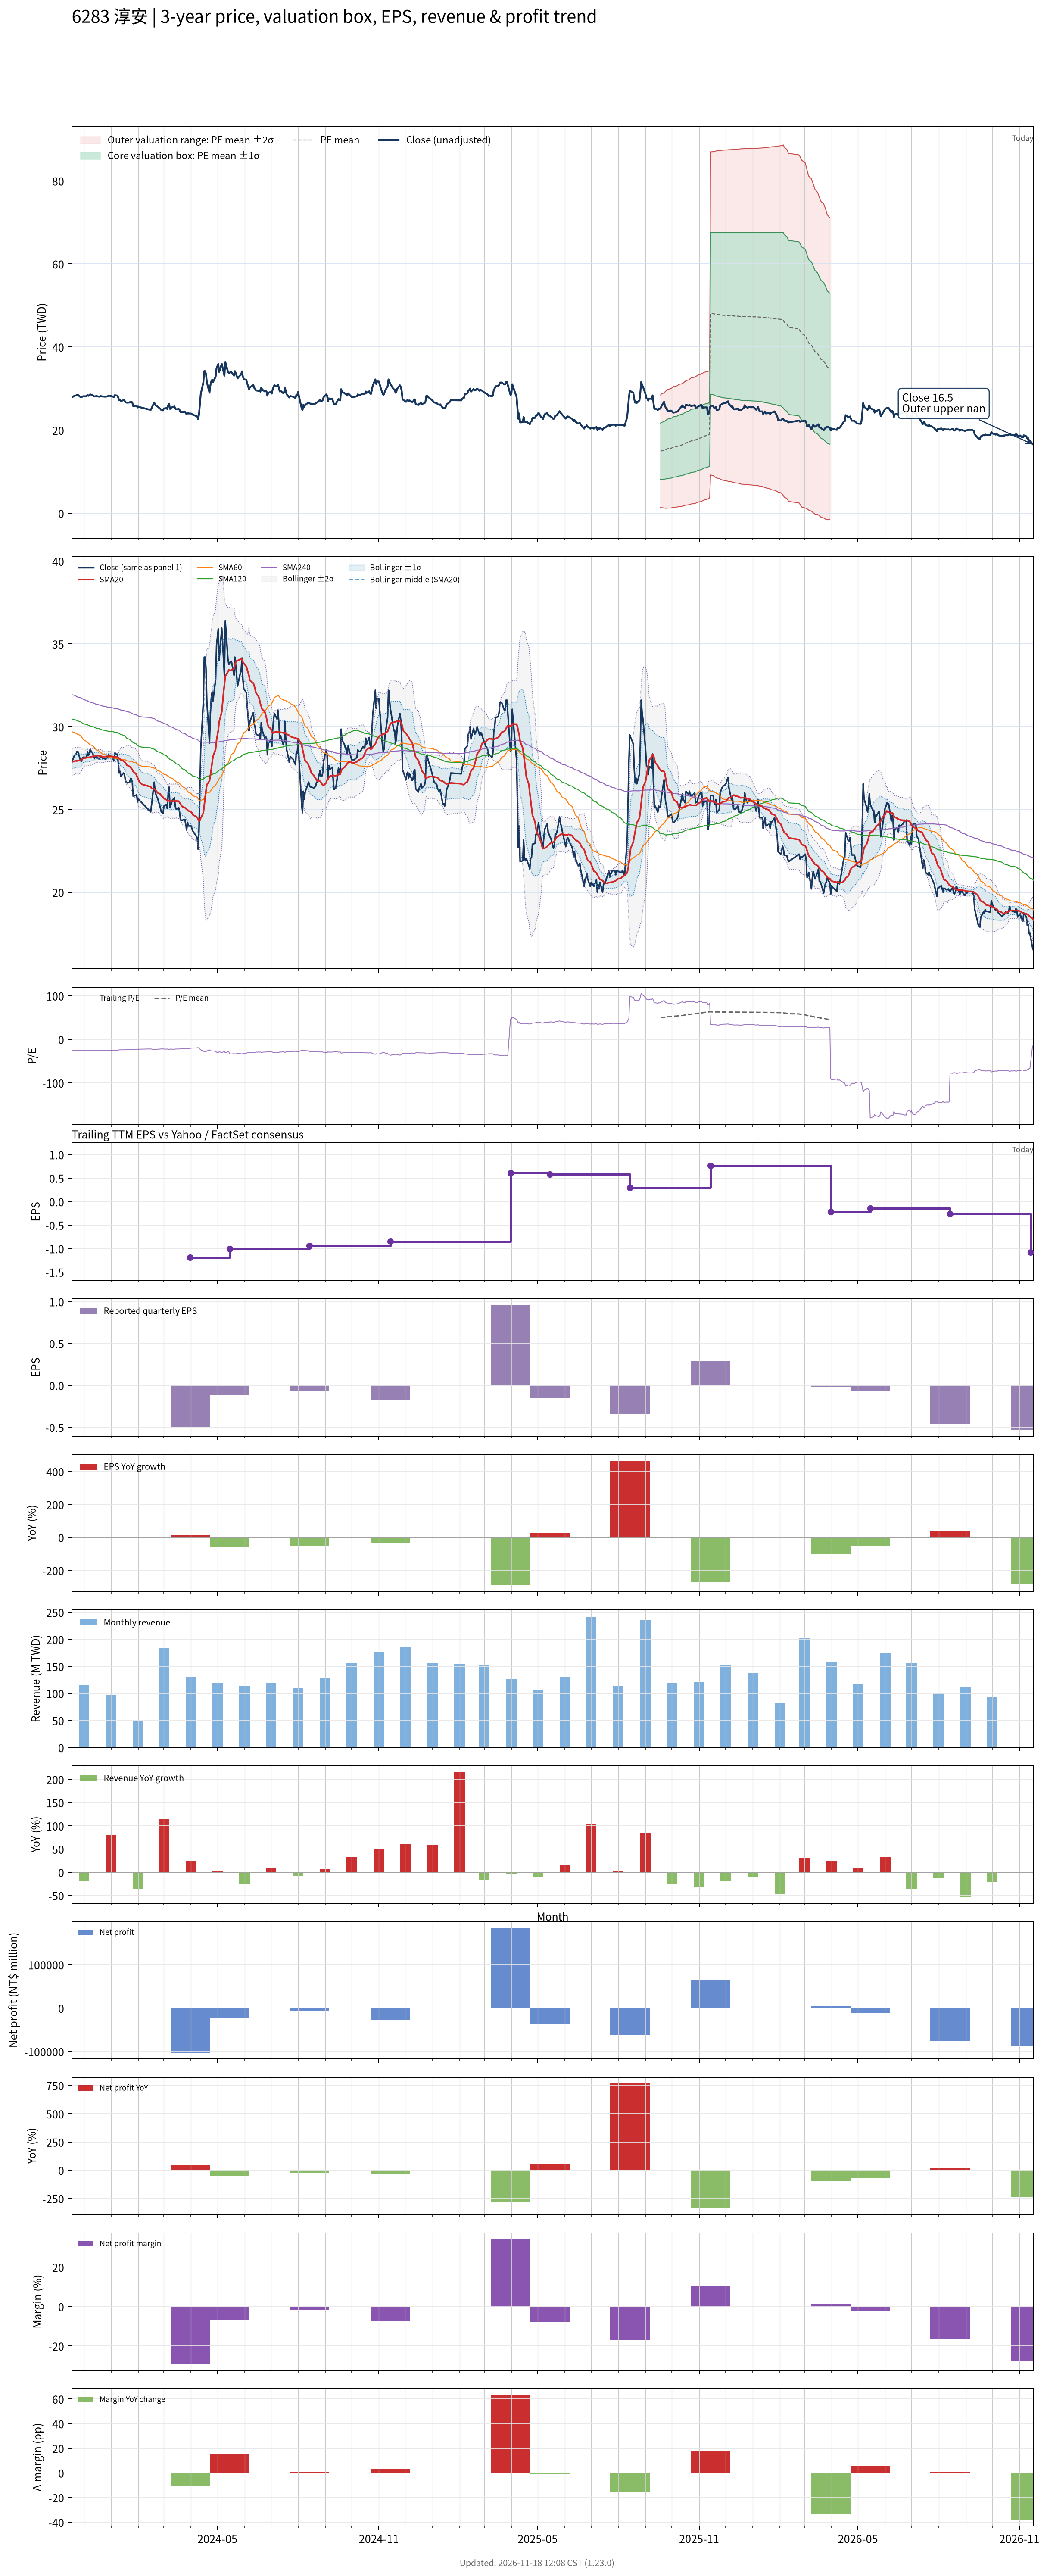 6283 淳安 | 3-year price, valuation box, EPS, revenue & profit trend
Outer valuation range: PE mean ±2σ
Core valuation box: PE mean ±1σ
PE mean
Close (unadjusted)
Today
Price (TWD)
80
60
40
20
0
Close 16.5
Outer upper nan
Close (same as panel 1)
SMA20
SMA60
SMA120
SMA240
Bollinger ±2σ
Bollinger ±1σ
Bollinger middle (SMA20)
Price
40
35
30
25
20
Trailing P/E
P/E mean
P/E
100
0
-100
Trailing TTM EPS vs Yahoo / FactSet consensus
Today
EPS
1.0
0.5
0.0
-0.5
-1.0
-1.5
Reported quarterly EPS
EPS
1.0
0.5
0.0
-0.5
EPS YoY growth
YoY (%)
400
200
0
-200
Monthly revenue
Revenue (M TWD)
250
200
150
100
50
0
Revenue YoY growth
YoY (%)
200
150
100
50
0
-50
Month
Net profit
Net profit (NT$ million)
100000
0
-100000
Net profit YoY
YoY (%)
750
500
250
0
-250
Net profit margin
Margin (%)
20
0
-20
Margin YoY change
Δ margin (pp)
60
40
20
0
-20
-40
2024-05
2024-11
2025-05
2025-11
2026-05
2026-11
Updated: 2026-11-18 12:08 CST (1.23.0)